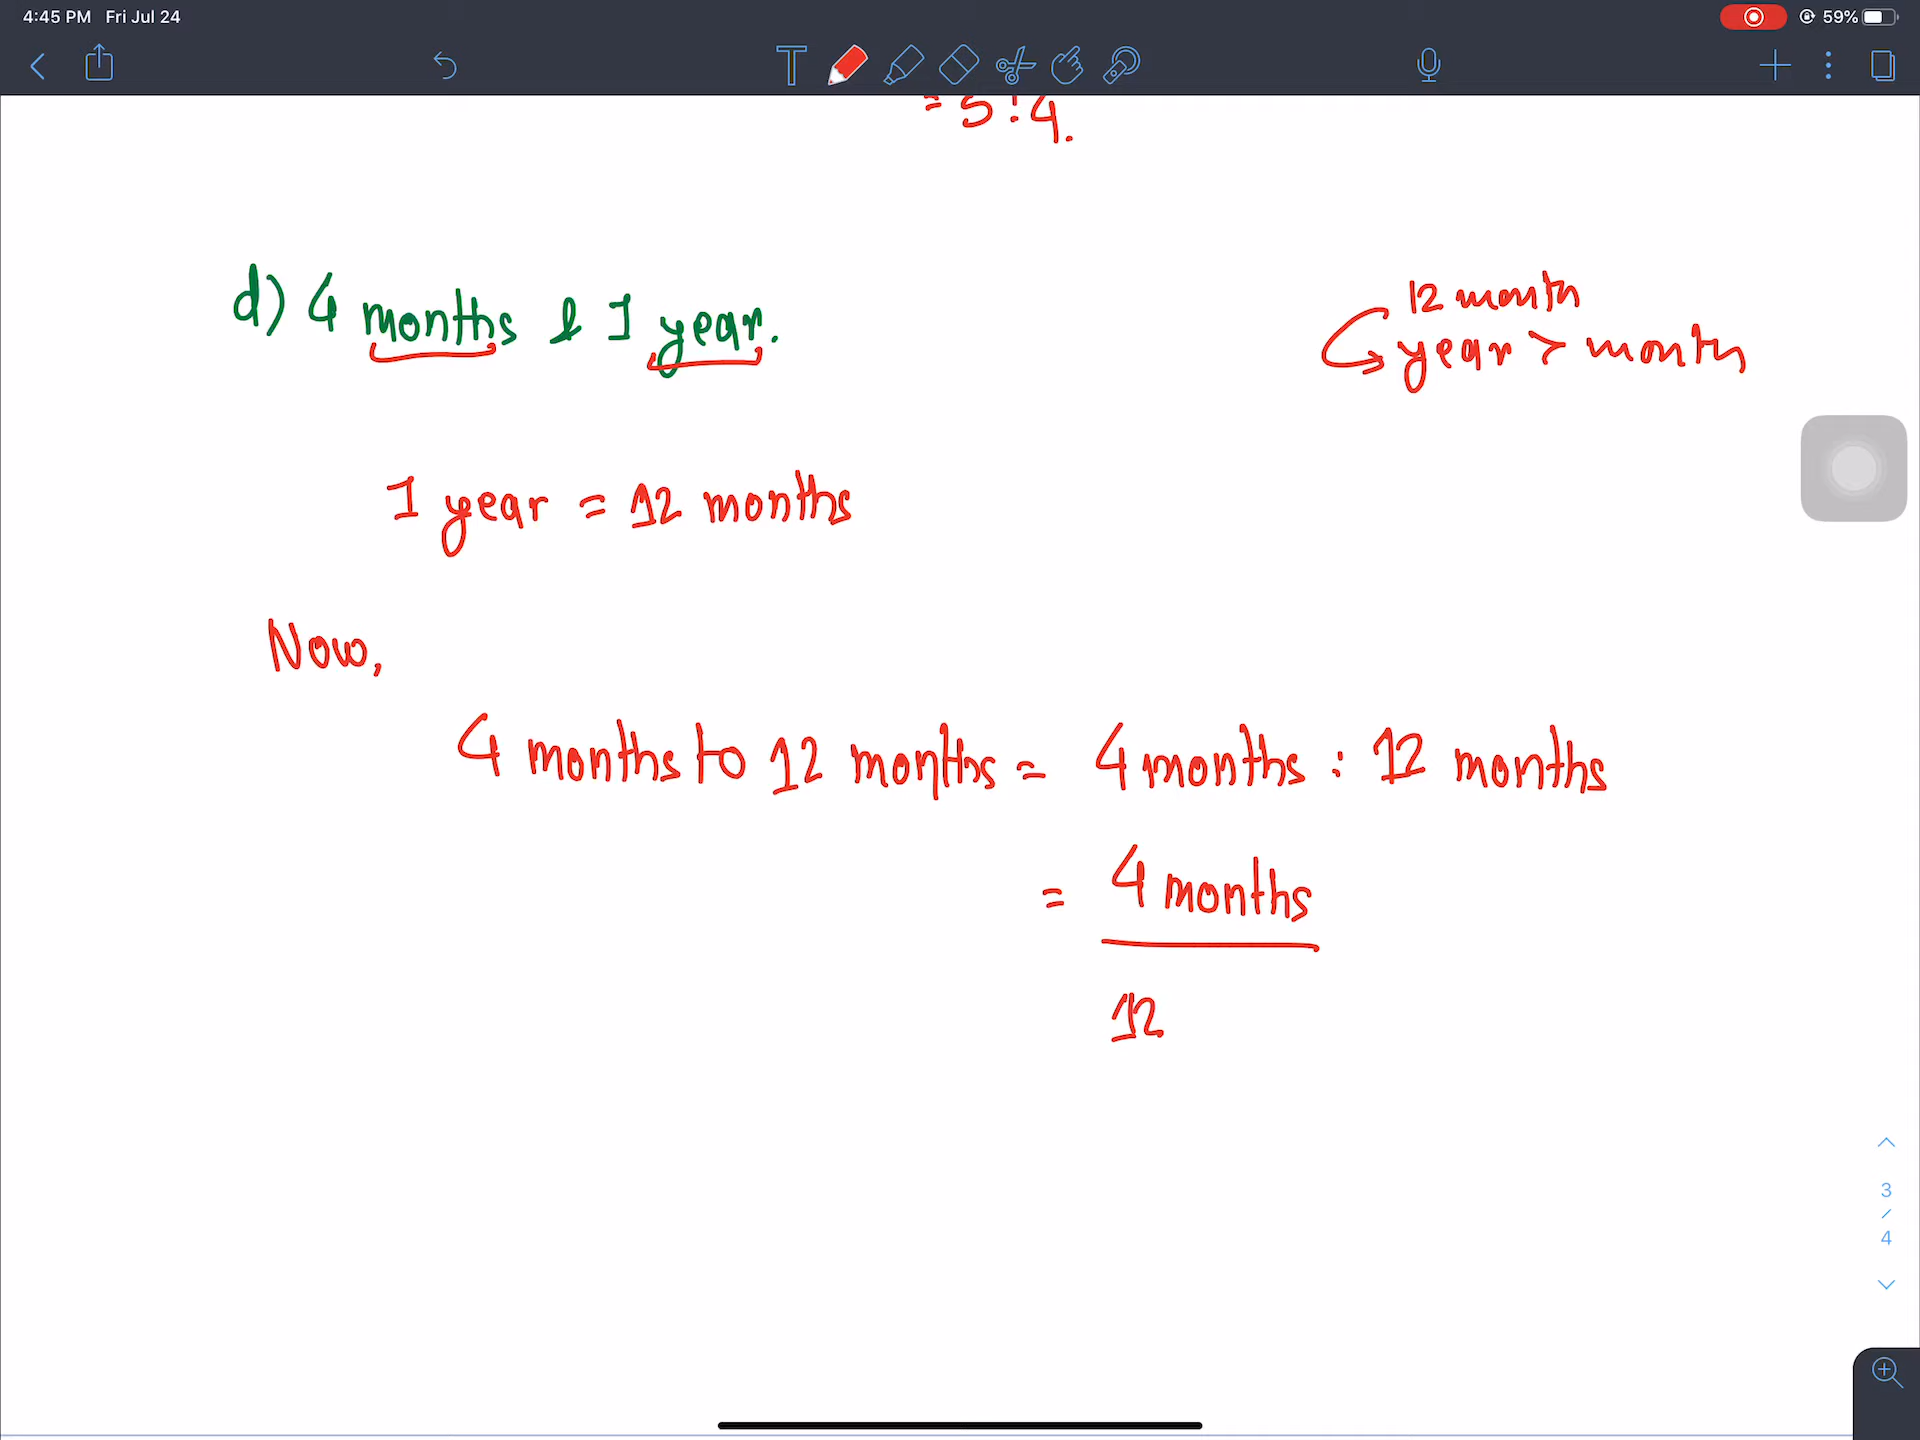 4:45 PM Fri Jul 24
59%
T
= 5:4.
d) 4 months & 1 year.
12 month
year > month
1 year = 12 months
Now,
4 months to 12 months = 4 months : 12 months
= 4 months
12
3
/
4